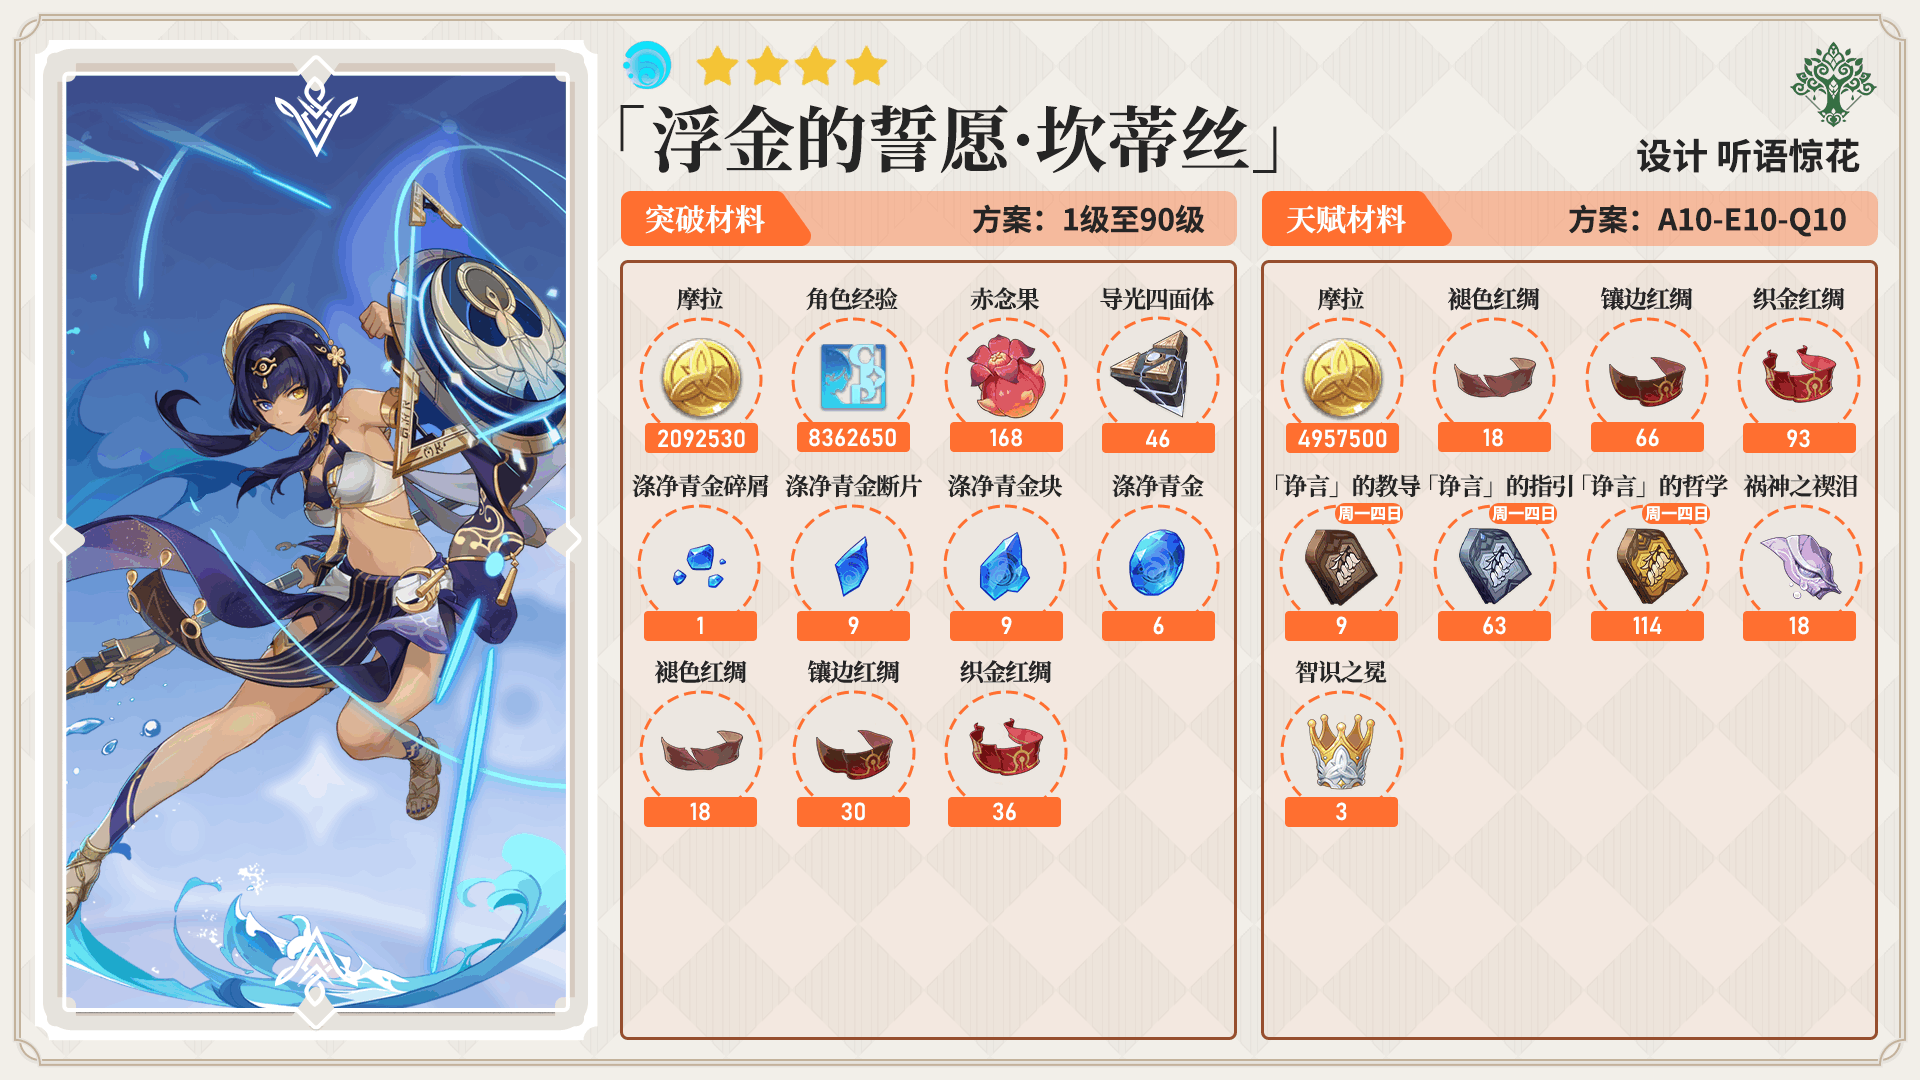 「浮金的誓愿·坎蒂丝」
设计 听语惊花
突破材料
方案：1级至90级
摩拉 角色经验 赤念果 导光四面体
2092530 8362650 168 46
涤净青金碎屑 涤净青金断片 涤净青金块 涤净青金
1 9 9 6
褪色红绸 镶边红绸 织金红绸
18 30 36
天赋材料
方案：A10-E10-Q10
摩拉 褪色红绸 镶边红绸 织金红绸
4957500 18 66 93
「诤言」的教导 「诤言」的指引 「诤言」的哲学 祸神之禊泪
周一四日 周一四日 周一四日
9 63 114 18
智识之冕
3